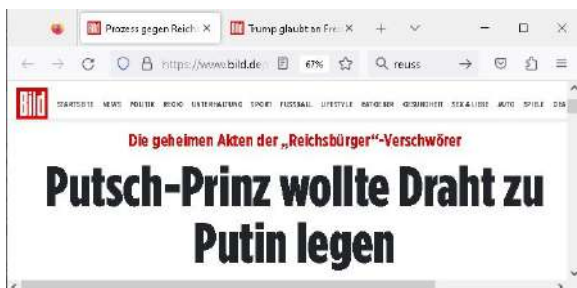 Prozess gegen Reich
Trump glaubt an
https://www.bild.de
67%
reuss
Bild
STARTSEITE NEWS POLITIK REGIO UNTERHALTUNG SPORT FUSSBALL LIFESTYLE RATGEBER GESUNDHEIT SEX & LIEBE AUTO SPIELE
Die geheimen Akten der „Reichsbürger“-Verschwörer
Putsch-Prinz wollte Draht zu
Putin legen